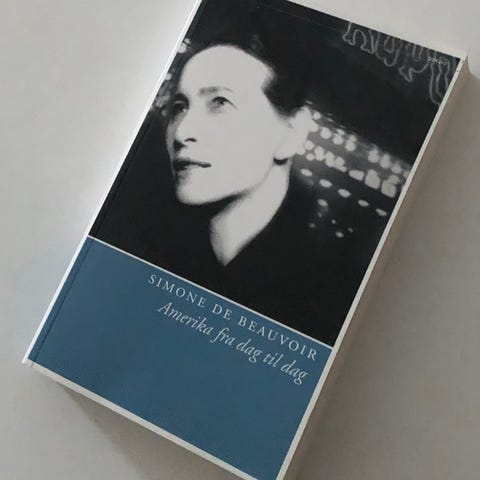 SIMONE DE BEAUVOIR
Amerika fra dag til dag